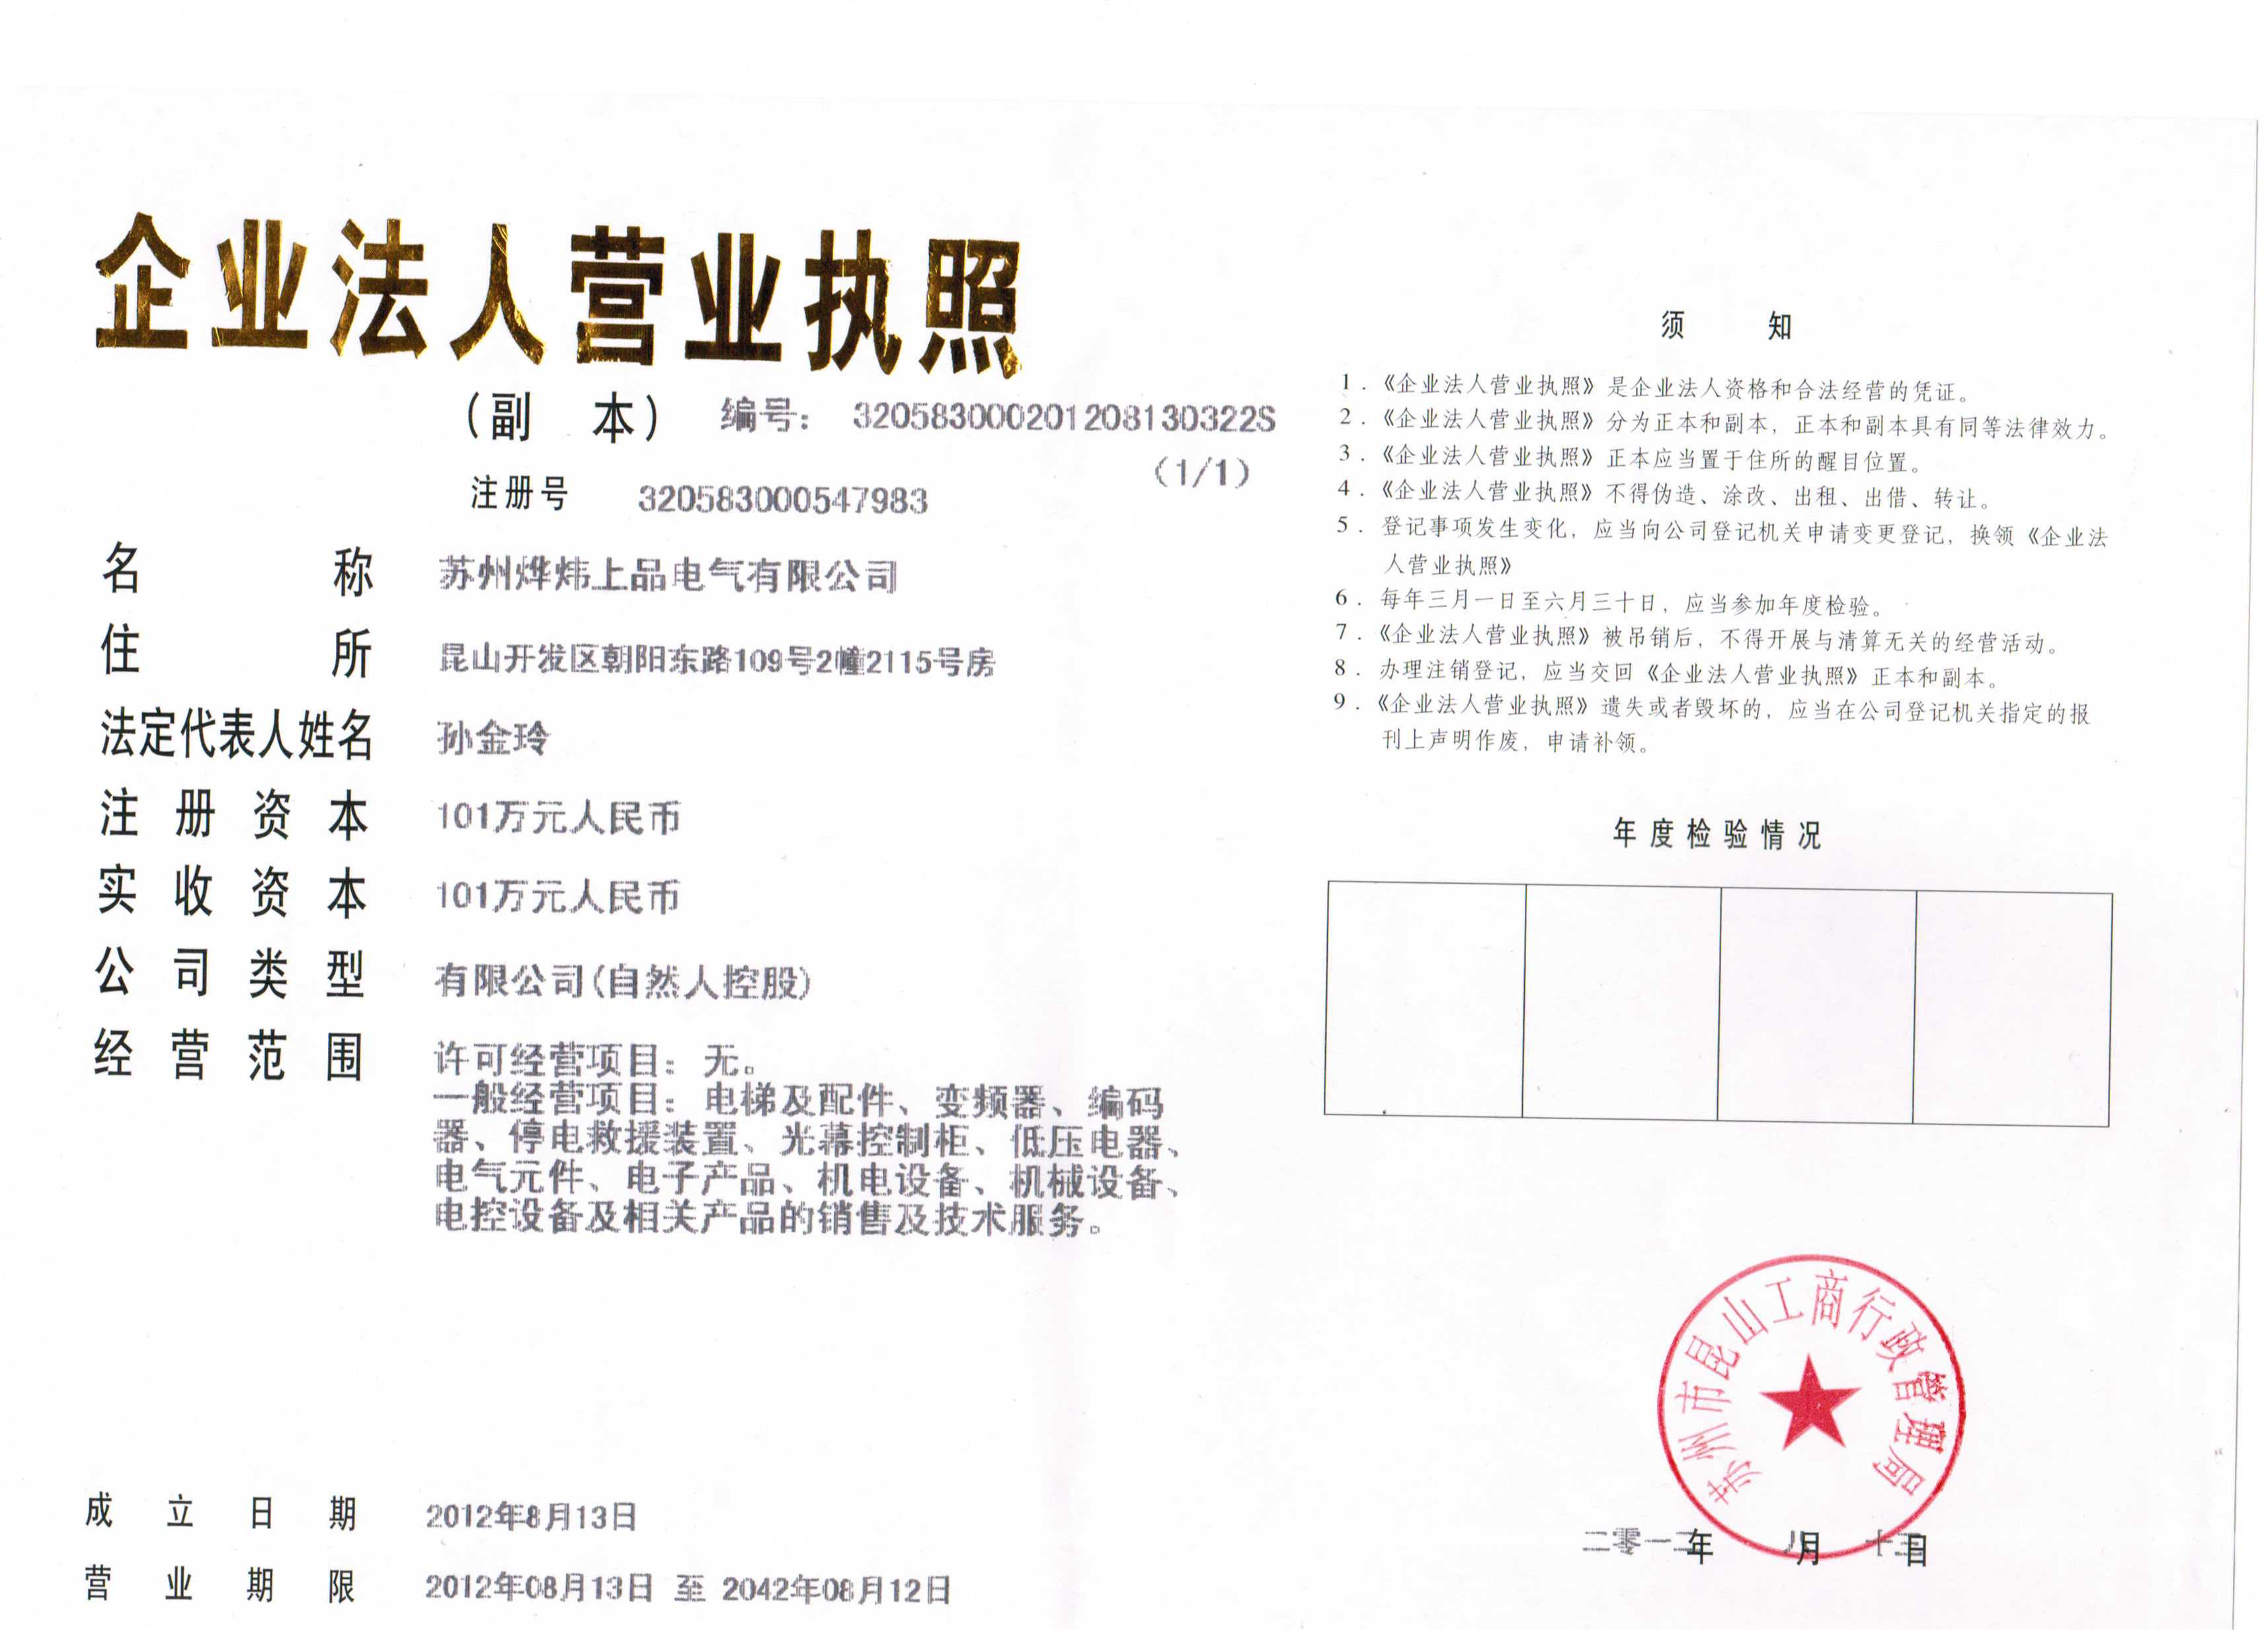 企业法人营业执照
（副 本） 编号： 320583000201208130322S
（1/1）
注册号 320583000547983
名 称 苏州烨炜上品电气有限公司
住 所 昆山开发区朝阳东路109号2幢2115号房
法定代表人姓名 孙金玲
注 册 资 本 101万元人民币
实 收 资 本 101万元人民币
公 司 类 型 有限公司(自然人控股)
经 营 范 围 许可经营项目：无。
一般经营项目：电梯及配件、变频器、编码
器、停电救援装置、光幕控制柜、低压电器、
电气元件、电子产品、机电设备、机械设备、
电控设备及相关产品的销售及技术服务。
成 立 日 期 2012年8月13日
营 业 期 限 2012年08月13日 至 2042年08月12日
须 知
1．《企业法人营业执照》是企业法人资格和合法经营的凭证。
2．《企业法人营业执照》分为正本和副本，正本和副本具有同等法律效力。
3．《企业法人营业执照》正本应当置于住所的醒目位置。
4．《企业法人营业执照》不得伪造、涂改、出租、出借、转让。
5．登记事项发生变化，应当向公司登记机关申请变更登记，换领《企业法
人营业执照》
6．每年三月一日至六月三十日，应当参加年度检验。
7．《企业法人营业执照》被吊销后，不得开展与清算无关的经营活动。
8．办理注销登记，应当交回《企业法人营业执照》正本和副本。
9．《企业法人营业执照》遗失或者毁坏的，应当在公司登记机关指定的报
刊上声明作废，申请补领。
年度检验情况
苏州市昆山工商行政管理局
二零一二年 八月 十三日